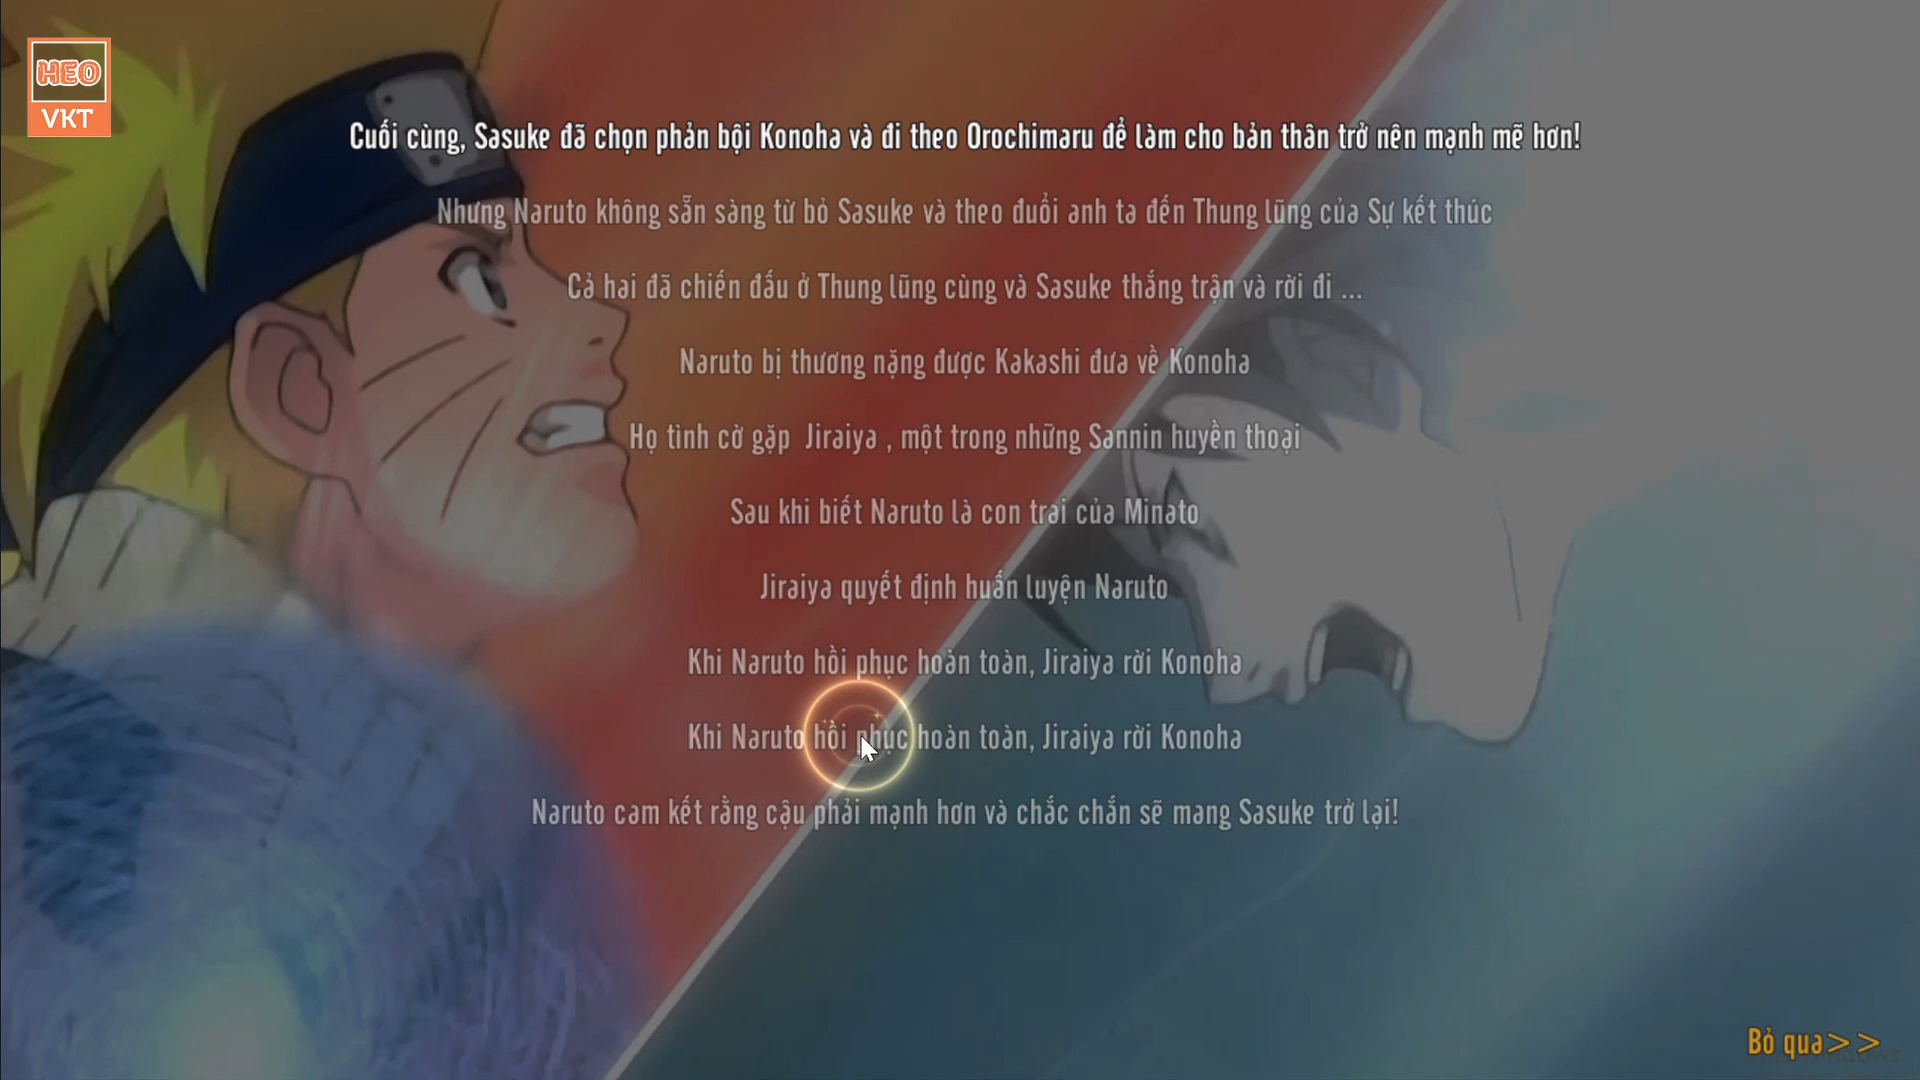 HEO
VKT
Cuối cùng, Sasuke đã chọn phản bội Konoha và đi theo Orochimaru để làm cho bản thân trở nên mạnh mẽ hơn!
Nhưng Naruto không sẵn sàng từ bỏ Sasuke và theo đuổi anh ta đến Thung lũng của Sự kết thúc
Cả hai đã chiến đấu ở Thung lũng cùng và Sasuke thắng trận và rời đi ...
Naruto bị thương nặng được Kakashi đưa về Konoha
Họ tình cờ gặp  Jiraiya , một trong những Sannin huyền thoại
Sau khi biết Naruto là con trai của Minato
Jiraiya quyết định huấn luyện Naruto
Khi Naruto hồi phục hoàn toàn, Jiraiya rời Konoha
Khi Naruto hồi phục hoàn toàn, Jiraiya rời Konoha
Naruto cam kết rằng cậu phải mạnh hơn và chắc chắn sẽ mang Sasuke trở lại!
Bỏ qua>>